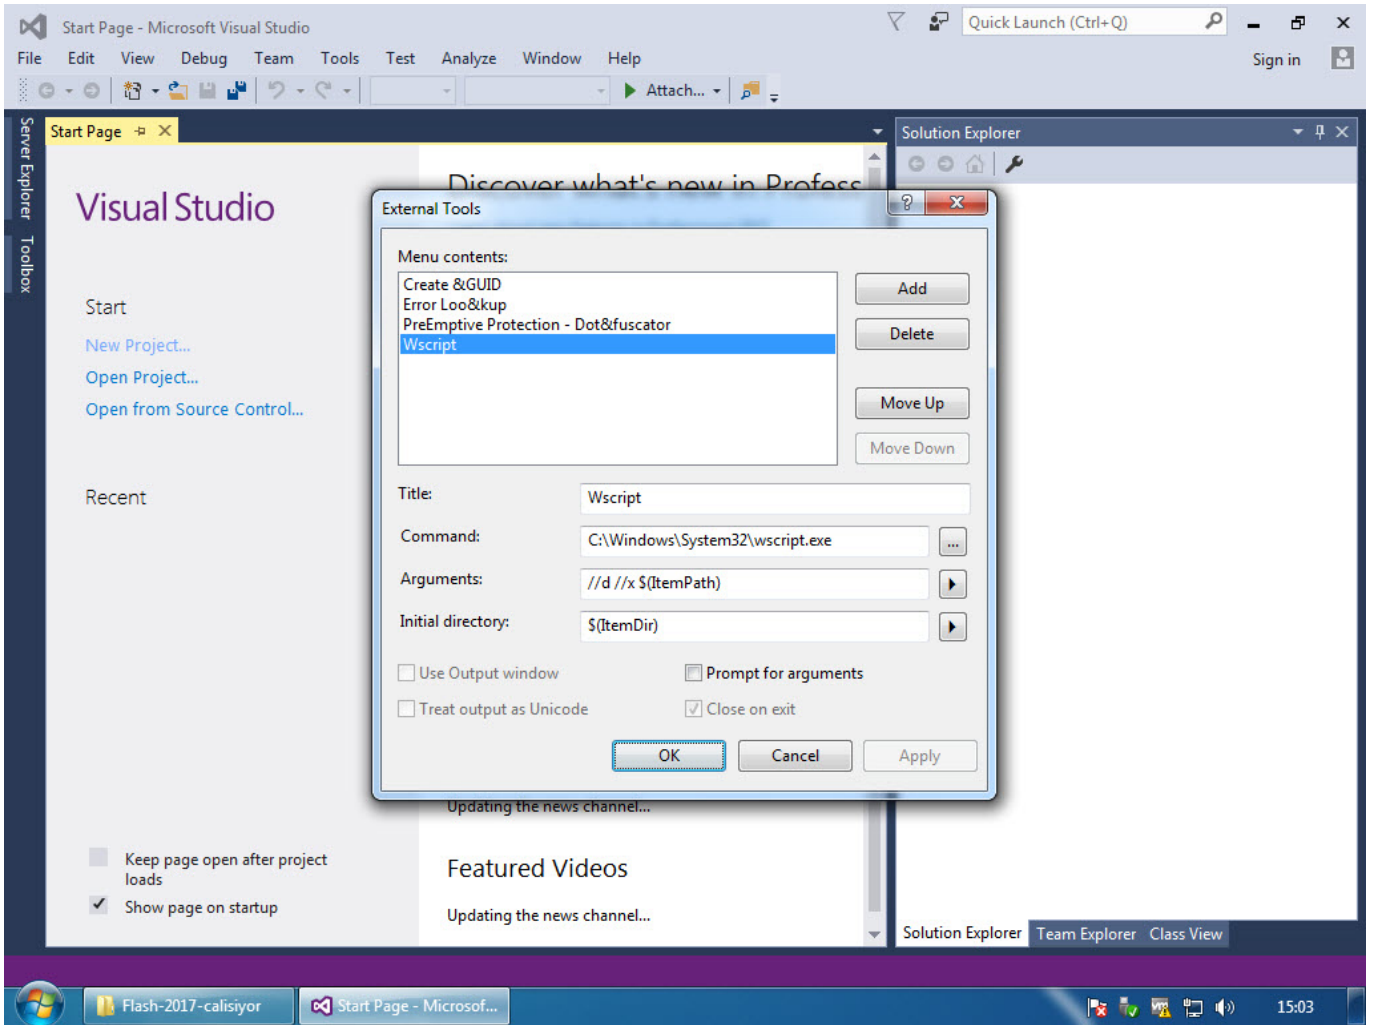 Start Page - Microsoft Visual Studio
Quick Launch (Ctrl+Q)
File Edit View Debug Team Tools Test Analyze Window Help
Sign in
Attach...
Server Explorer
Toolbox
Start Page
Solution Explorer
Visual Studio
Discover what's new in Profess
Start
New Project...
Open Project...
Open from Source Control...
Recent
Keep page open after project
loads
Show page on startup
External Tools
Menu contents:
Create &GUID
Error Loo&kup
PreEmptive Protection - Dot&fuscator
Wscript
Add
Delete
Move Up
Move Down
Title:
Wscript
Command:
C:\Windows\System32\wscript.exe
...
Arguments:
//d //x $(ItemPath)
Initial directory:
$(ItemDir)
Use Output window
Prompt for arguments
Treat output as Unicode
Close on exit
OK
Cancel
Apply
Updating the news channel...
Featured Videos
Updating the news channel...
Solution Explorer Team Explorer Class View
Flash-2017-calisiyor
Start Page - Microsof...
15:03